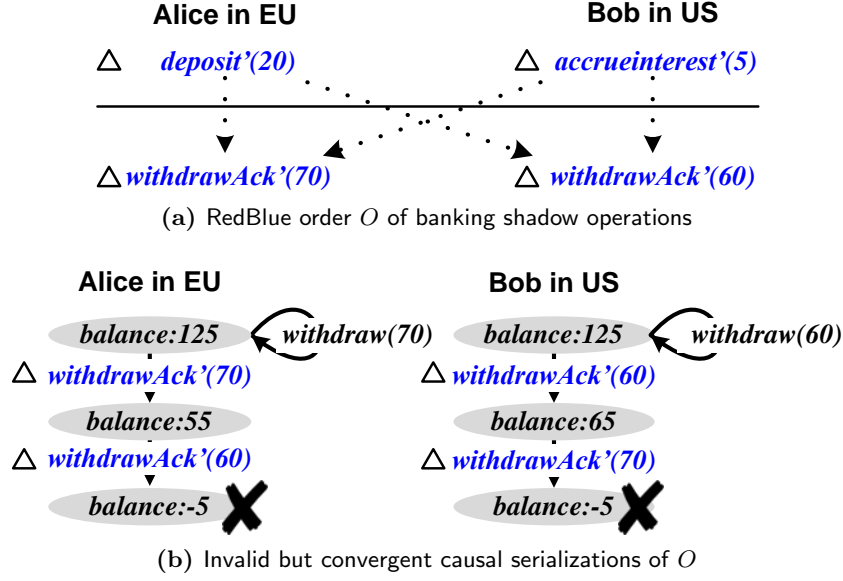 Alice in EU Bob in US
△ deposit’(20) △ accrueinterest’(5)
△ withdrawAck’(70) △ withdrawAck’(60)
(a) RedBlue order O of banking shadow operations
Alice in EU Bob in US
balance:125 withdraw(70) balance:125 withdraw(60)
△ withdrawAck’(70) △ withdrawAck’(60)
balance:55 balance:65
△ withdrawAck’(60) △ withdrawAck’(70)
balance:-5 balance:-5
(b) Invalid but convergent causal serializations of O